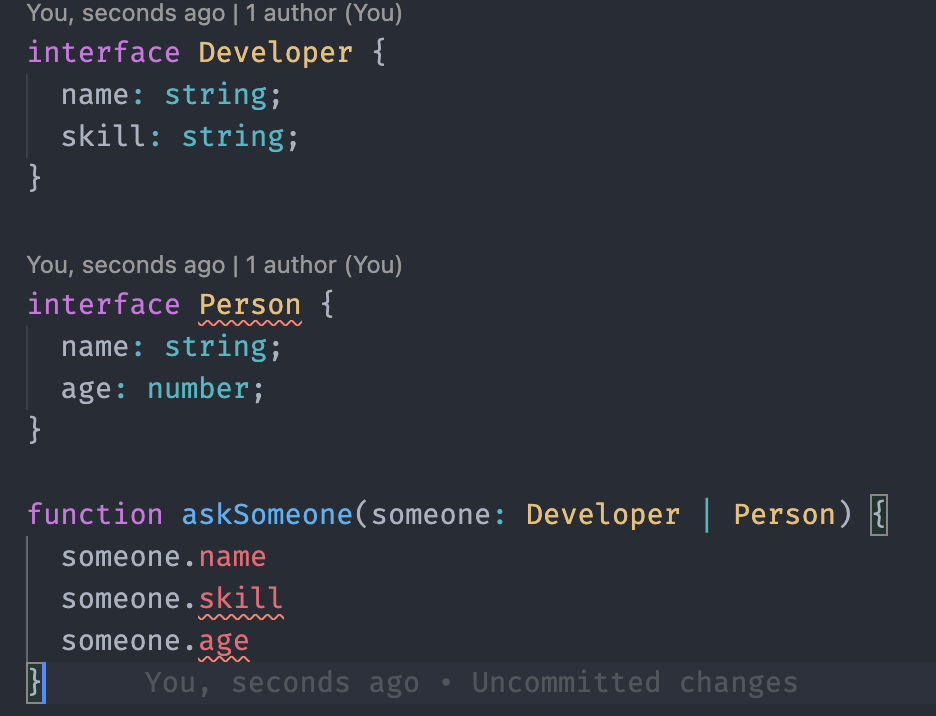 You, seconds ago | 1 author (You)
interface Developer {
name: string;
skill: string;
}
You, seconds ago | 1 author (You)
interface Person {
name: string;
age: number;
}
function askSomeone(someone: Developer | Person) {
someone.name
someone.skill
someone.age
} You, seconds ago • Uncommitted changes